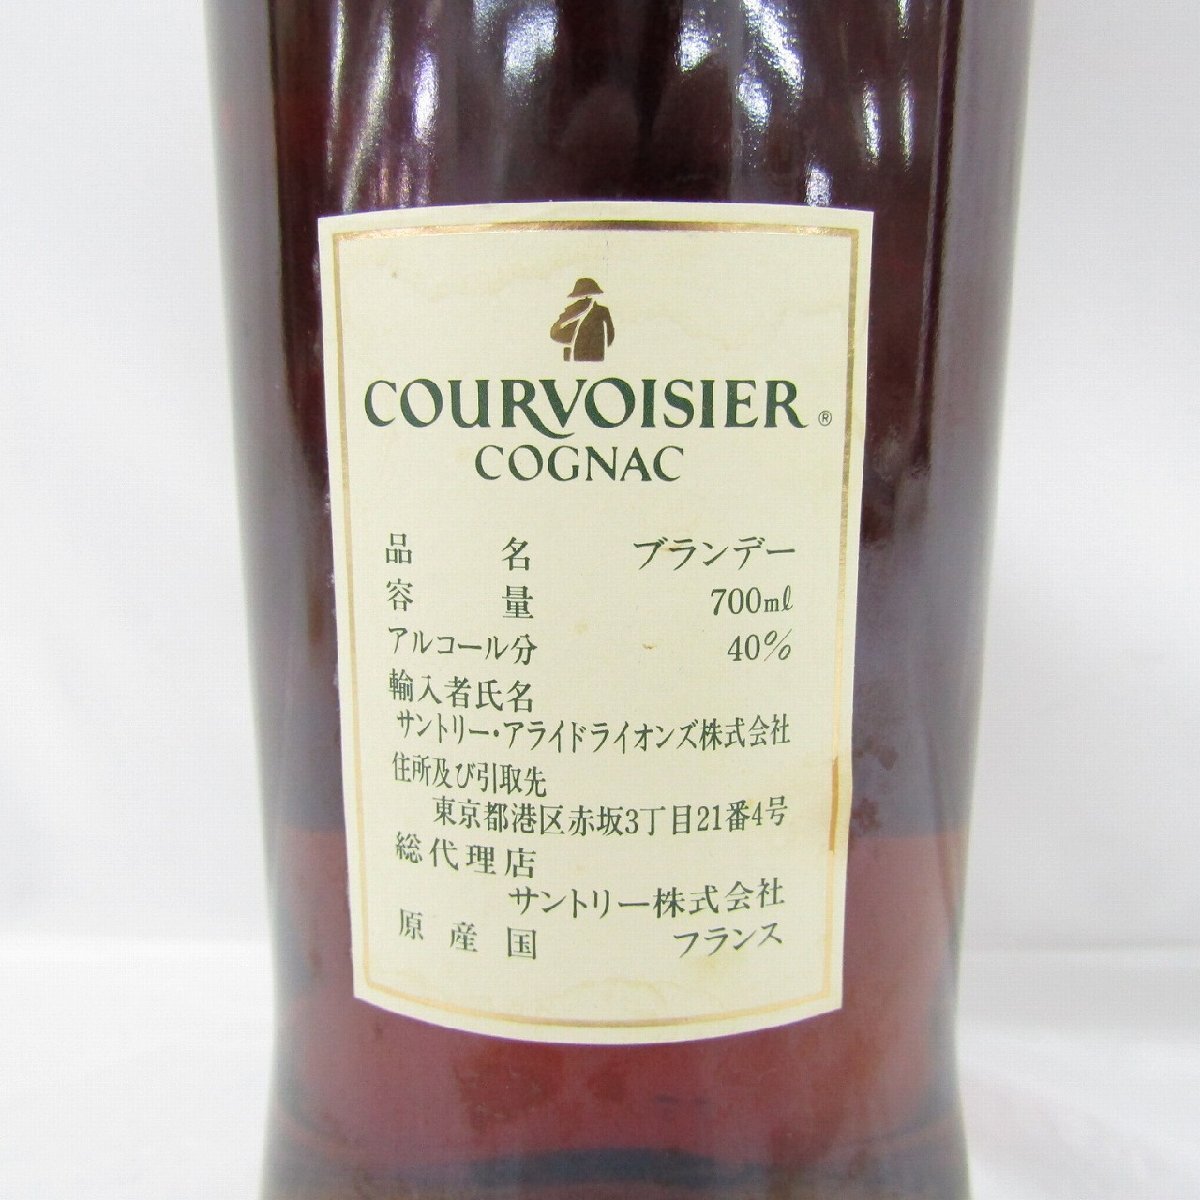 COURVOISIER®
COGNAC
品名 ブランデー
容量 700ml
アルコール分 40%
輸入者氏名
サントリー・アライドライオンズ株式会社
住所及び引取先
東京都港区赤坂3丁目21番4号
総代理店
サントリー株式会社
原産国 フランス